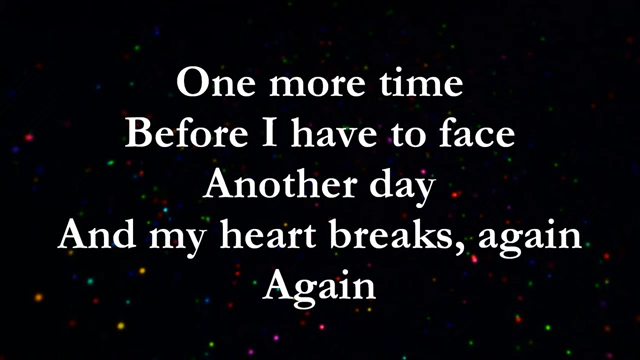 One more time
Before I have to face
Another day
And my heart breaks, again
Again